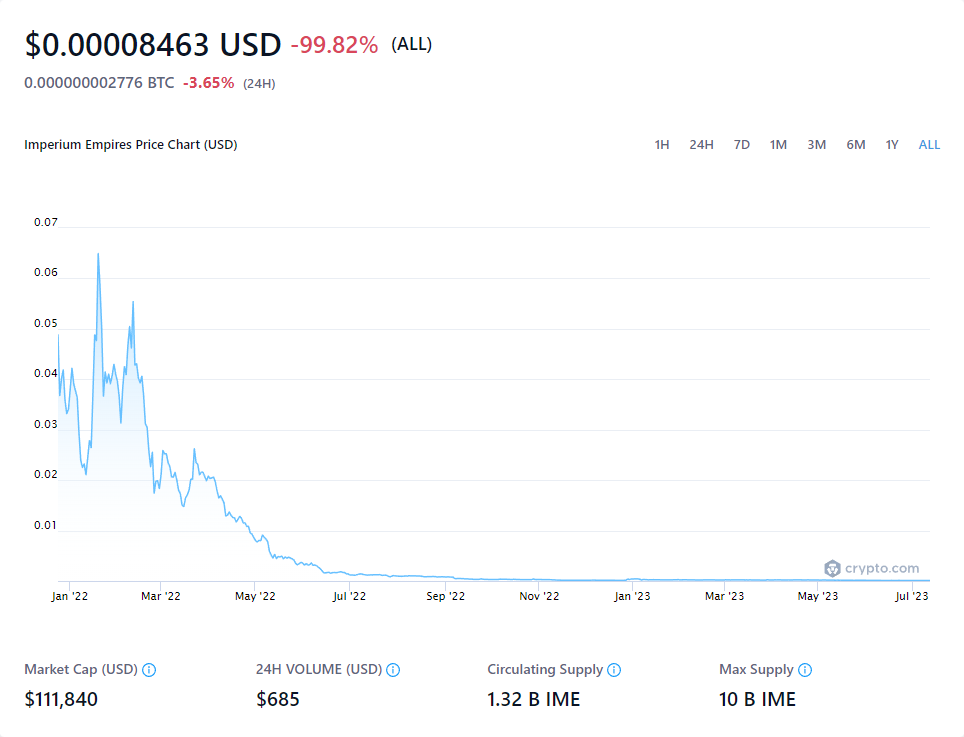 $0.00008463 USD -99.82% (ALL)
0.000000002776 BTC -3.65% (24H)
Imperium Empires Price Chart (USD) 1H 24H 7D 1M 3M 6M 1Y ALL
0.07
0.06
0.05
0.04
0.03
0.02
0.01
crypto.com
Jan '22 Mar '22 May '22 Jul '22 Sep '22 Nov '22 Jan '23 Mar '23 May '23 Jul '23
Market Cap (USD) 24H VOLUME (USD) Circulating Supply Max Supply
$111,840 $685 1.32 B IME 10 B IME